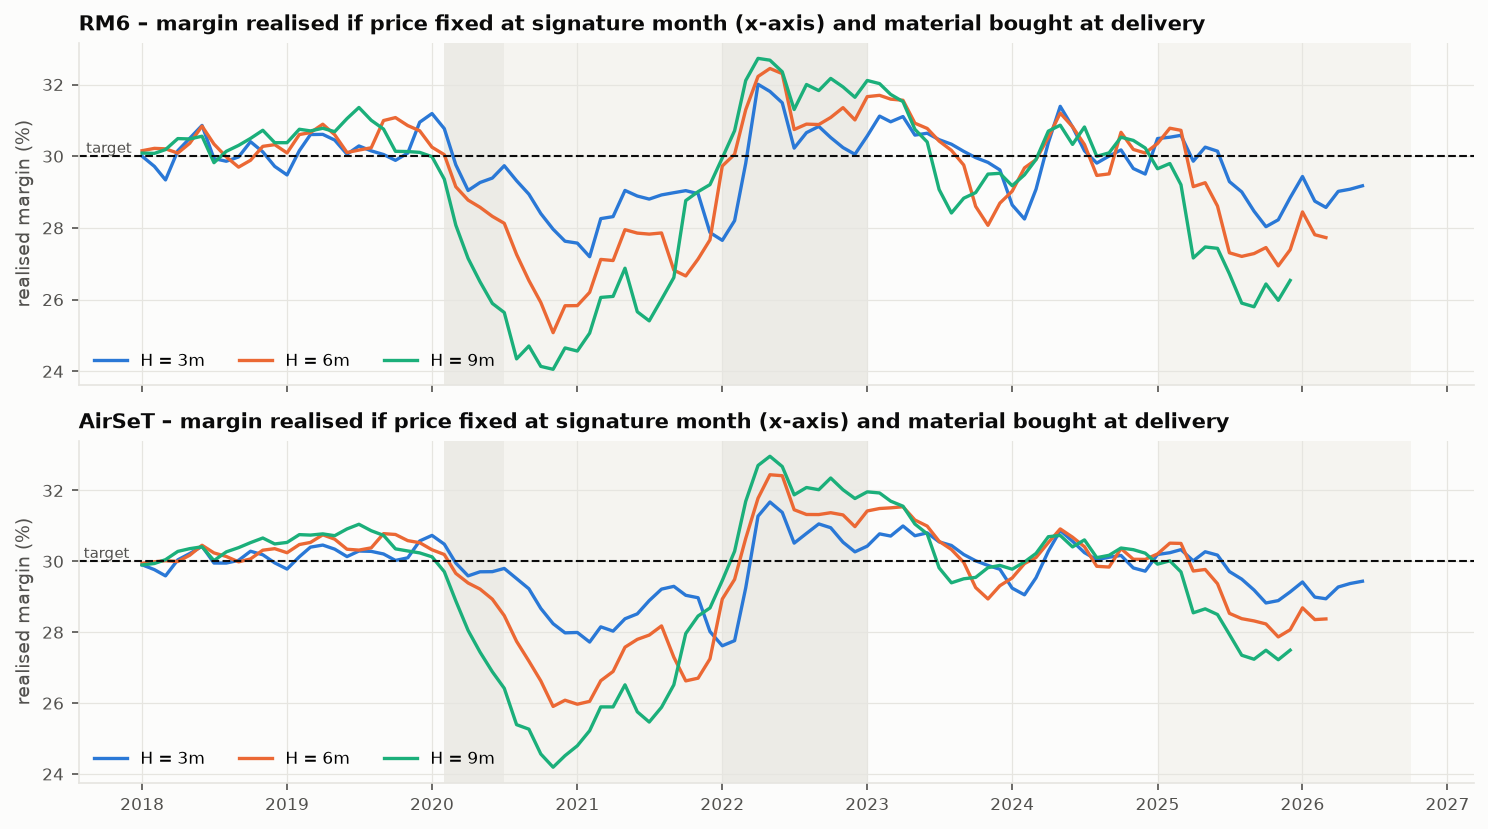 RM6 – margin realised if price fixed at signature month (x-axis) and material bought at delivery
realised margin (%)
32
30
28
26
24
target
H = 3m
H = 6m
H = 9m
AirSeT – margin realised if price fixed at signature month (x-axis) and material bought at delivery
realised margin (%)
32
30
28
26
24
target
H = 3m
H = 6m
H = 9m
2018
2019
2020
2021
2022
2023
2024
2025
2026
2027